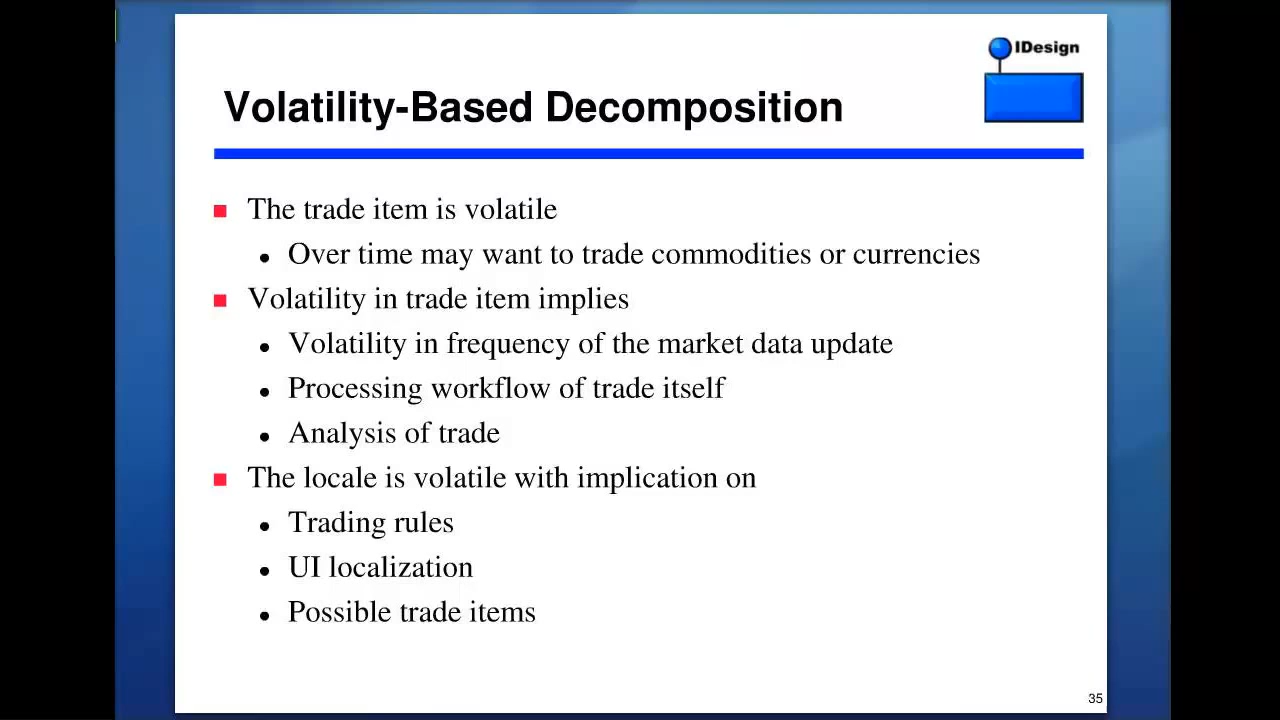 IDesign
Volatility-Based Decomposition
The trade item is volatile
Over time may want to trade commodities or currencies
Volatility in trade item implies
Volatility in frequency of the market data update
Processing workflow of trade itself
Analysis of trade
The locale is volatile with implication on
Trading rules
UI localization
Possible trade items
35